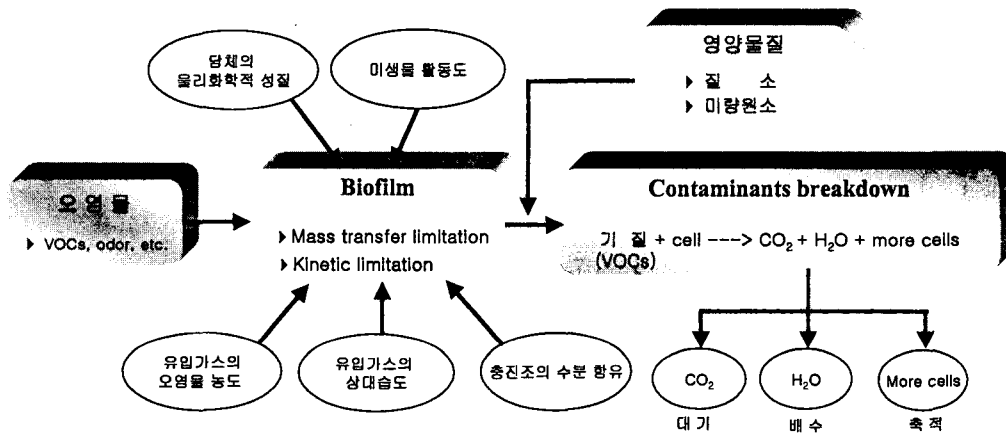 담체의
물리화학적 성질
미생물 활동도
영양물질
질 소
미량원소
오 염 물
VOCs, odor, etc.
Biofilm
Mass transfer limitation
Kinetic limitation
Contaminants breakdown
기 질 + cell ---> CO₂ + H₂O + more cells
(VOCs)
유입가스의
오염물 농도
유입가스의
상대습도
충진조의 수분 함유
CO₂
H₂O
More cells
대 기
배 수
축 적